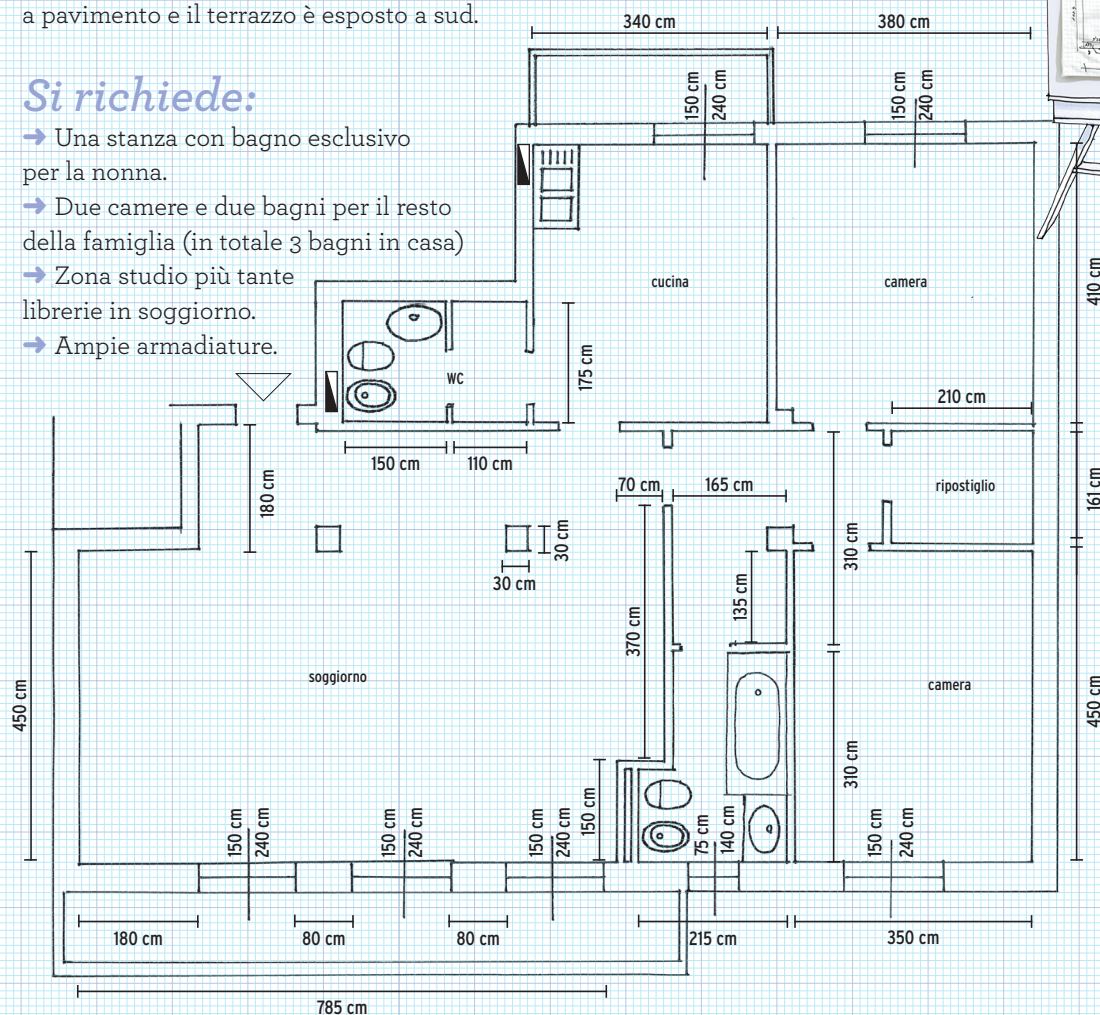 a pavimento e il terrazzo è esposto a sud.
Si richiede:
➜ Una stanza con bagno esclusivo
per la nonna.
➜ Due camere e due bagni per il resto
della famiglia (in totale 3 bagni in casa)
➜ Zona studio più tante
librerie in soggiorno.
➜ Ampie armadiature.
340 cm
380 cm
150 cm
240 cm
150 cm
240 cm
cucina
camera
410 cm
175 cm
WC
210 cm
150 cm
110 cm
180 cm
70 cm
165 cm
ripostiglio
161 cm
30 cm
30 cm
310 cm
135 cm
370 cm
soggiorno
camera
450 cm
450 cm
310 cm
150 cm
240 cm
150 cm
240 cm
150 cm
240 cm
150 cm
75 cm
140 cm
150 cm
240 cm
180 cm
80 cm
80 cm
215 cm
350 cm
785 cm